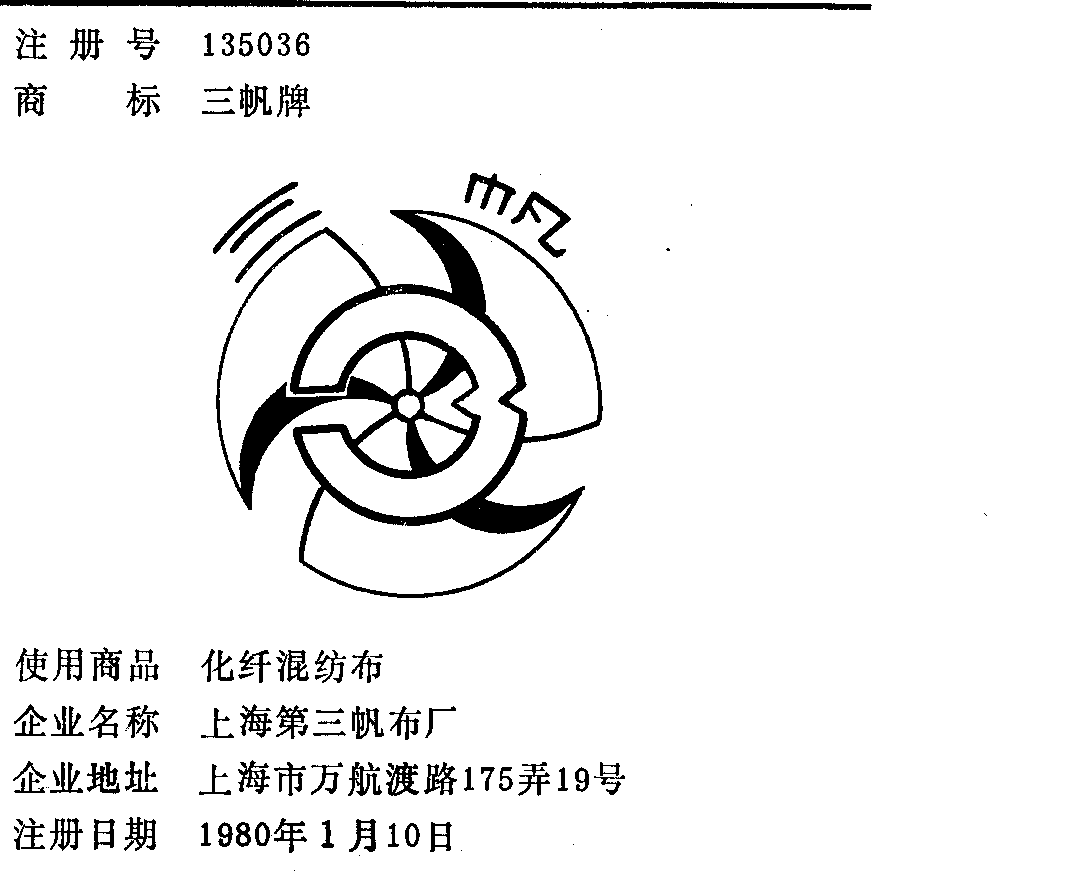 注册号 135036
商标 三帆牌
三帆
使用商品 化纤混纺布
企业名称 上海第三帆布厂
企业地址 上海市万航渡路175弄19号
注册日期 1980年1月10日